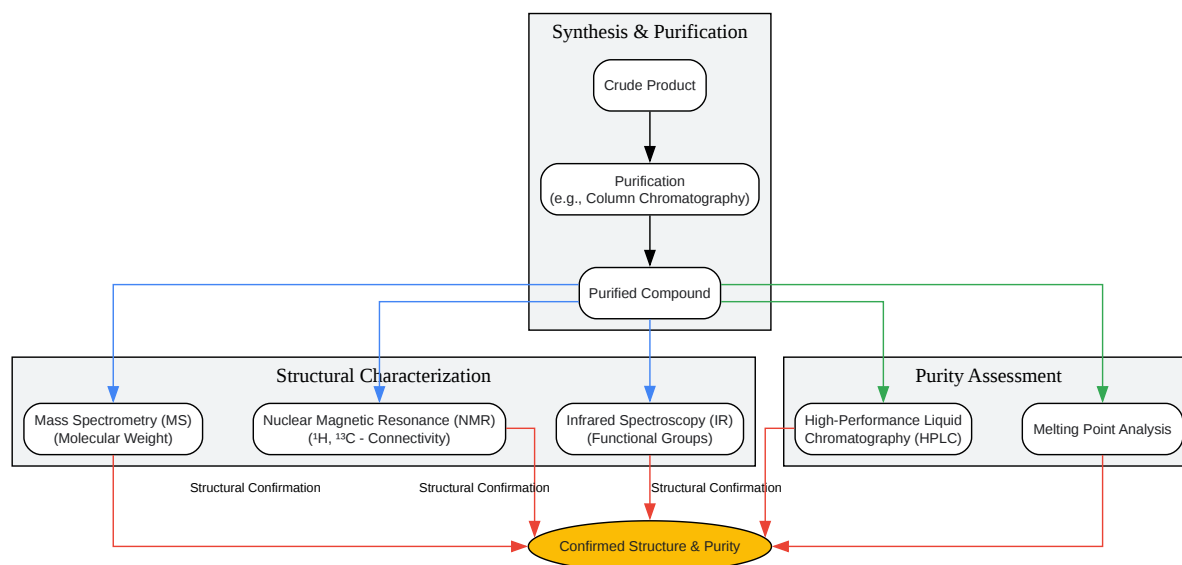 Synthesis & Purification
Crude Product
Purification
(e.g., Column Chromatography)
Purified Compound
Structural Characterization
Purity Assessment
Mass Spectrometry (MS)
(Molecular Weight)
Nuclear Magnetic Resonance (NMR)
(¹H, ¹³C - Connectivity)
Infrared Spectroscopy (IR)
(Functional Groups)
High-Performance Liquid
Chromatography (HPLC)
Melting Point Analysis
Structural Confirmation
Structural Confirmation
Structural Confirmation
Confirmed Structure & Purity